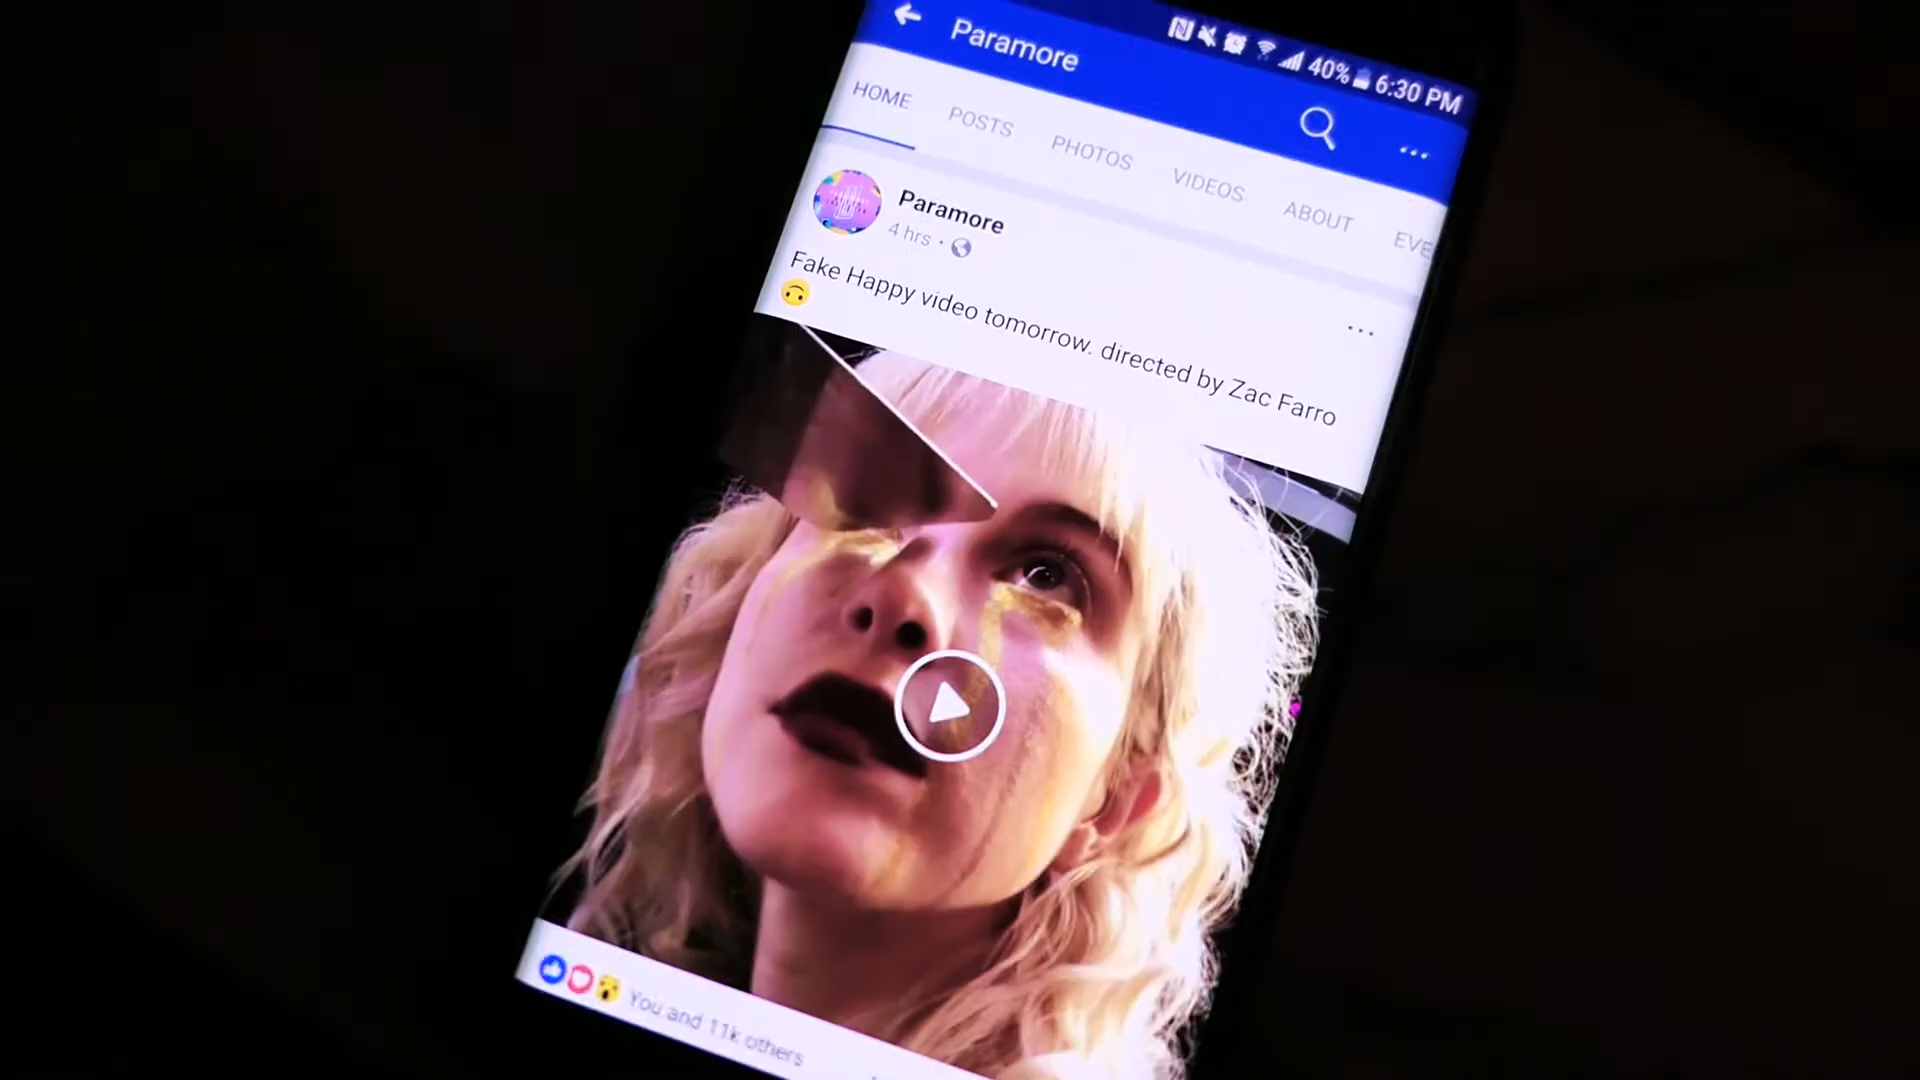 40% 6:30 PM
Paramore
HOME POSTS PHOTOS VIDEOS ABOUT EVE
Paramore
4 hrs
Fake Happy video tomorrow. directed by Zac Farro
You and 11k others